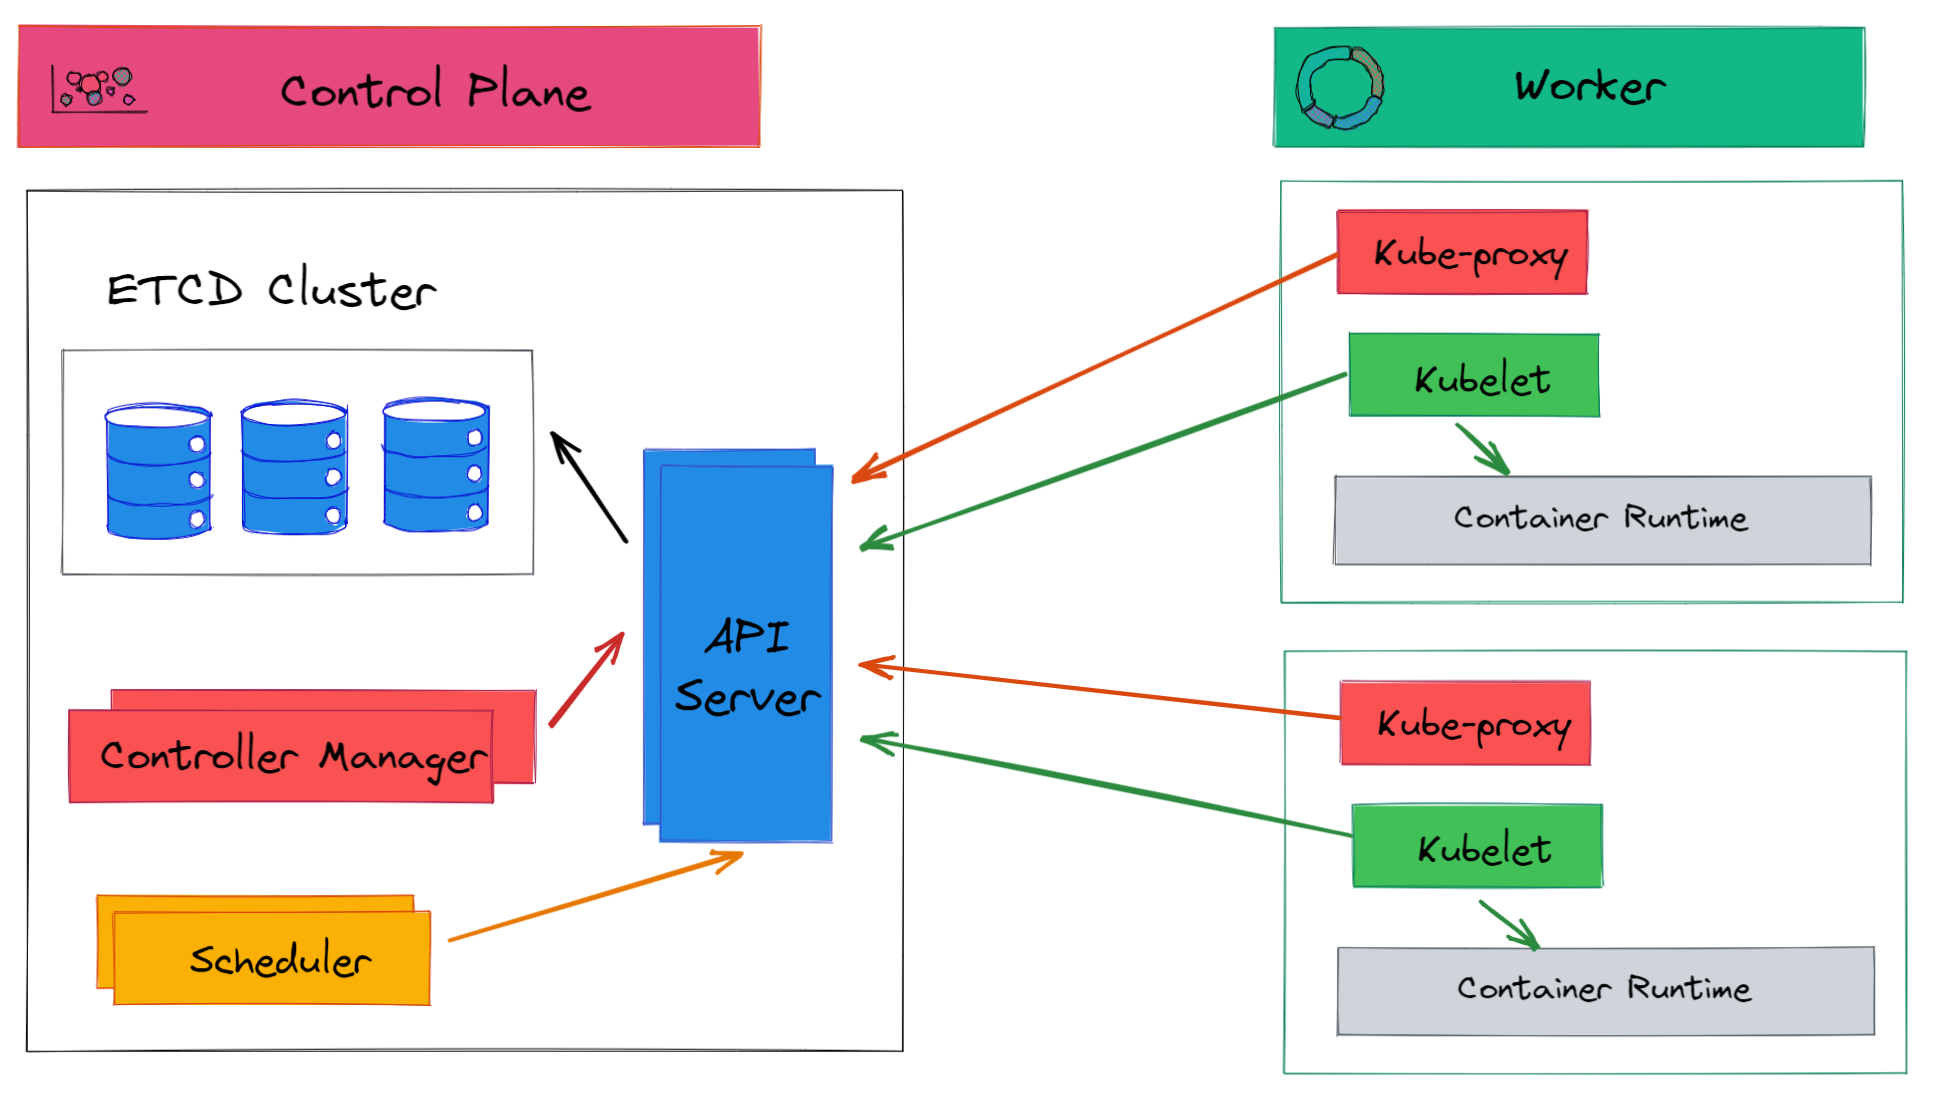 Control Plane
Worker
ETCD Cluster
API
Server
Controller Manager
Scheduler
Kube-proxy
Kubelet
Container Runtime
Kube-proxy
Kubelet
Container Runtime